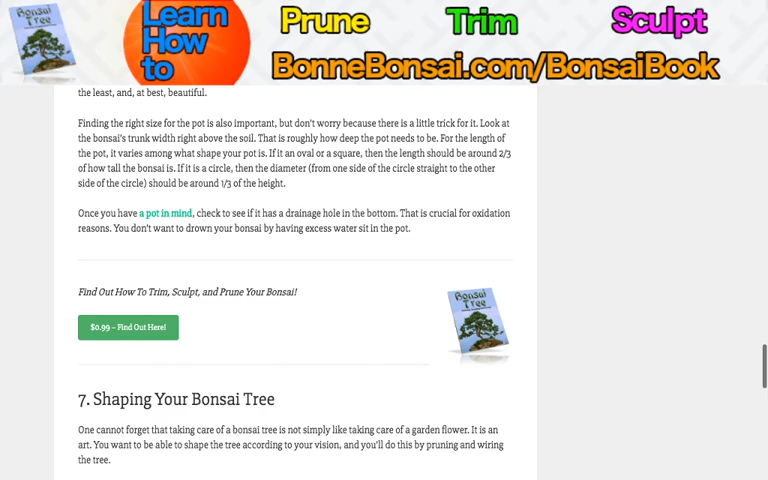 Bonsai Tree
Learn How to
Prune Trim Sculpt
BonneBonsai.com/BonsaiBook
the least, and, at best, beautiful.
Finding the right size for the pot is also important, but don't worry because there is a little trick for it. Look at
the bonsai's trunk width right above the soil. That is roughly how deep the pot needs to be. For the length of
the pot, it varies among what shape your pot is. If it an oval or a square, then the length should be around 2/3
of how tall the bonsai is. If it is a circle, then the diameter (from one side of the circle straight to the other
side of the circle) should be around 1/3 of the height.
Once you have a pot in mind, check to see if it has a drainage hole in the bottom. That is crucial for oxidation
reasons. You don't want to drown your bonsai by having excess water sit in the pot.
Find Out How To Trim, Sculpt, and Prune Your Bonsai!
$0.99 – Find Out Here!
Bonsai Tree
7. Shaping Your Bonsai Tree
One cannot forget that taking care of a bonsai tree is not simply like taking care of a garden flower. It is an
art. You want to be able to shape the tree according to your vision, and you'll do this by pruning and wiring
the tree.